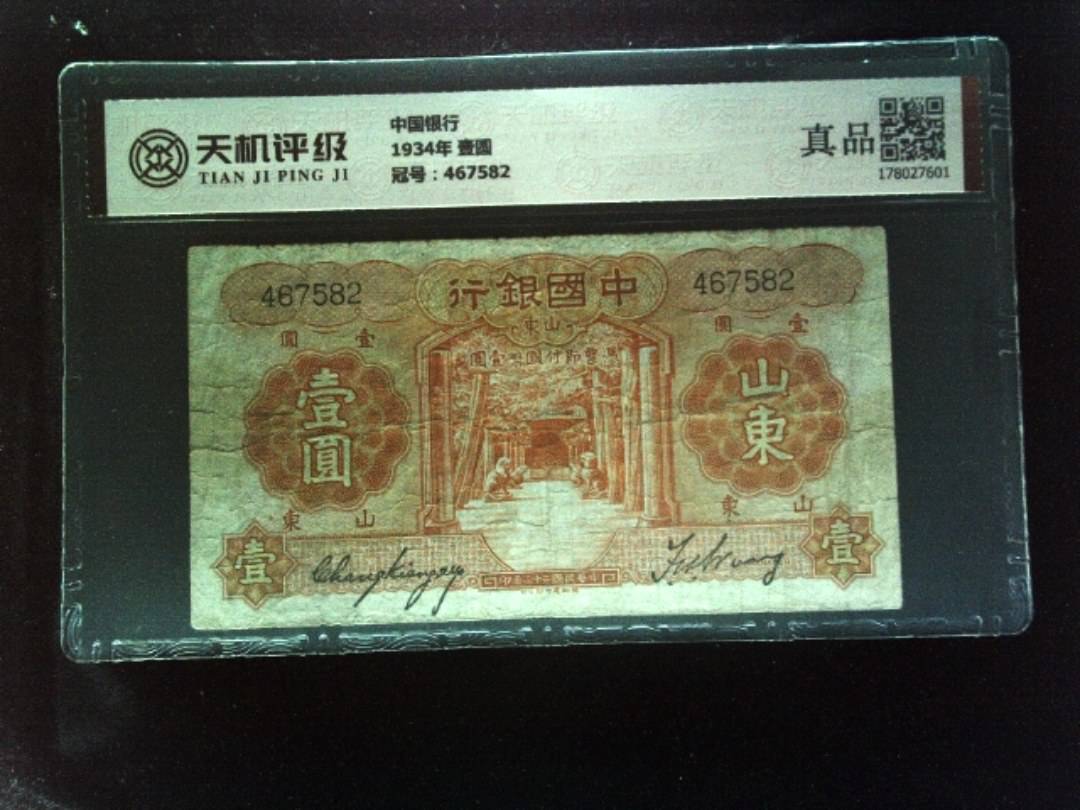 天机评级
TIAN JI PING JI
中国银行
1934年 壹圆
冠号：467582
真品
178027601
467582
行銀國中
467582
東山
圓 壹
圓 壹
壹圓
山東
東 山
東 山
壹
壹